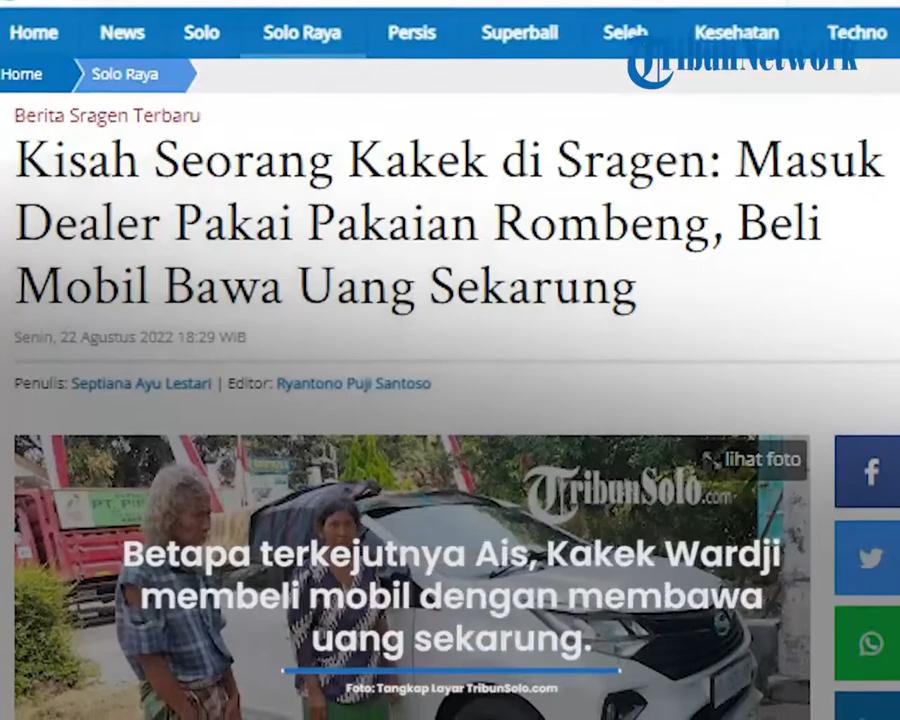 Home News Solo Solo Raya Persis Superball Seleb Kesehatan Techno
TribunNetwork
Home Solo Raya
Berita Sragen Terbaru
Kisah Seorang Kakek di Sragen: Masuk
Dealer Pakai Pakaian Rombeng, Beli
Mobil Bawa Uang Sekarung
Senin, 22 Agustus 2022 18:29 WIB
Penulis: Septiana Ayu Lestari | Editor: Ryantono Puji Santoso
lihat foto
TribunSolo.com
Betapa terkejutnya Ais, Kakek Wardji
membeli mobil dengan membawa
uang sekarung.
Foto: Tangkap Layar TribunSolo.com